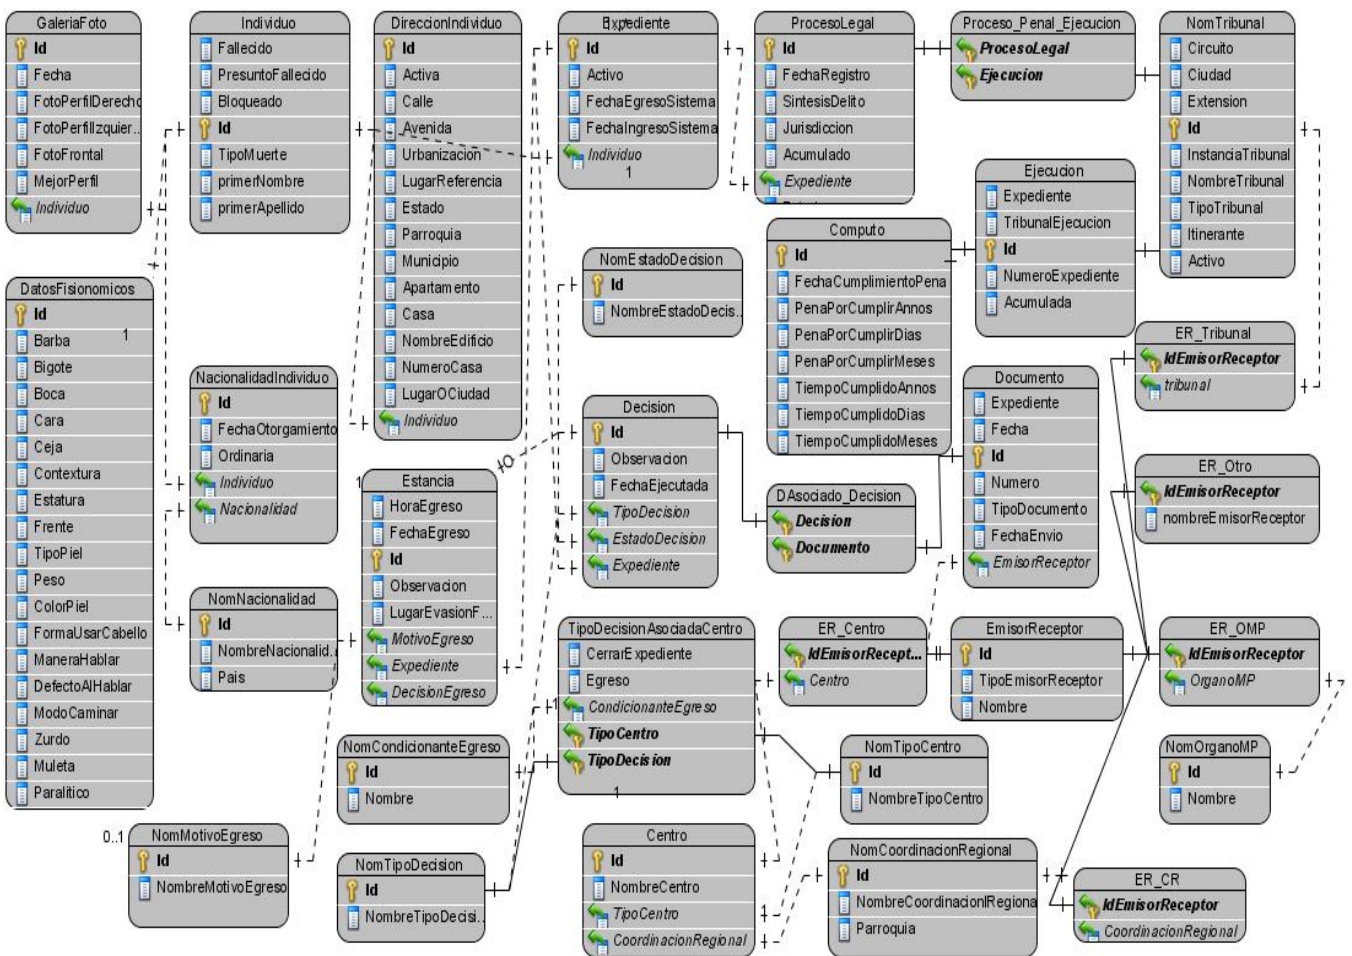 GaleriaFoto
Id
Fecha
FotoPerfilDerecho
FotoPerfilIzquier..
FotoFrontal
MejorPerfil
Individuo
Individuo
Fallecido
PresuntoFallecido
Bloqueado
Id
TipoMuerte
primerNombre
primerApellido
DireccionIndividuo
Id
Activa
Calle
Avenida
Urbanizacion
LugarReferencia
Estado
Parroquia
Municipio
Apartamento
Casa
NombreEdificio
NumeroCasa
LugarOCiudad
Individuo
Expediente
Id
Activo
FechaEgresoSistema
FechaIngresoSistema
Individuo
1
ProcesoLegal
Id
FechaRegistro
SintesisDelito
Jurisdiccion
Acumulado
Expediente
Proceso_Penal_Ejecucion
ProcesoLegal
Ejecucion
NomTribunal
Circuito
Ciudad
Extension
Id
InstanciaTribunal
NombreTribunal
TipoTribunal
Itinerante
Activo
Ejecucion
Expediente
TribunalEjecucion
Id
NumeroExpediente
Acumulada
Computo
Id
FechaCumplimientoPena
PenaPorCumplirAnnos
PenaPorCumplirDias
PenaPorCumplirMeses
TiempoCumplidoAnnos
TiempoCumplidoDias
TiempoCumplidoMeses
NomEstadoDecision
Id
NombreEstadoDecis..
DatosFisionomicos
Id
1
Barba
Bigote
Boca
Cara
Ceja
Contextura
Estatura
Frente
TipoPiel
Peso
ColorPiel
FormaUsarCabello
ManeraHablar
DefectoAlHablar
ModoCaminar
Zurdo
Muleta
Paralitico
NacionalidadIndividuo
Id
FechaOtorgamiento
Ordinaria
Individuo
Nacionalidad
ER_Tribunal
IdEmisorReceptor
tribunal
Documento
Expediente
Fecha
Id
Numero
TipoDocumento
FechaEnvio
EmisorReceptor
Decision
Id
Observacion
FechaEjecutada
TipoDecision
EstadoDecision
Expediente
ER_Otro
IdEmisorReceptor
nombreEmisorReceptor
1
Estancia
HoraEgreso
FechaEgreso
Id
Observacion
LugarEvasionF...
MotivoEgreso
Expediente
DecisionEgreso
DAsociado_Decision
Decision
Documento
NomNacionalidad
Id
NombreNacionalid..
Pais
TipoDecisionAsociadaCentro
CerrarExpediente
Egreso
CondicionanteEgreso
TipoCentro
TipoDecision
1
1
ER_Centro
IdEmisorRecept...
Centro
EmisorReceptor
Id
TipoEmisorReceptor
Nombre
ER_OMP
IdEmisorReceptor
OrganoMP
NomCondicionanteEgreso
Id
Nombre
NomTipoCentro
Id
NombreTipoCentro
NomOrganoMP
Id
Nombre
0..1
NomMotivoEgreso
Id
NombreMotivoEgreso
NomTipoDecision
Id
NombreTipoDecisi..
Centro
Id
NombreCentro
TipoCentro
CoordinacionRegional
1
NomCoordinacionRegional
Id
NombreCoordinacionlRegiona
Parroquia
ER_CR
IdEmisorReceptor
CoordinacionRegional